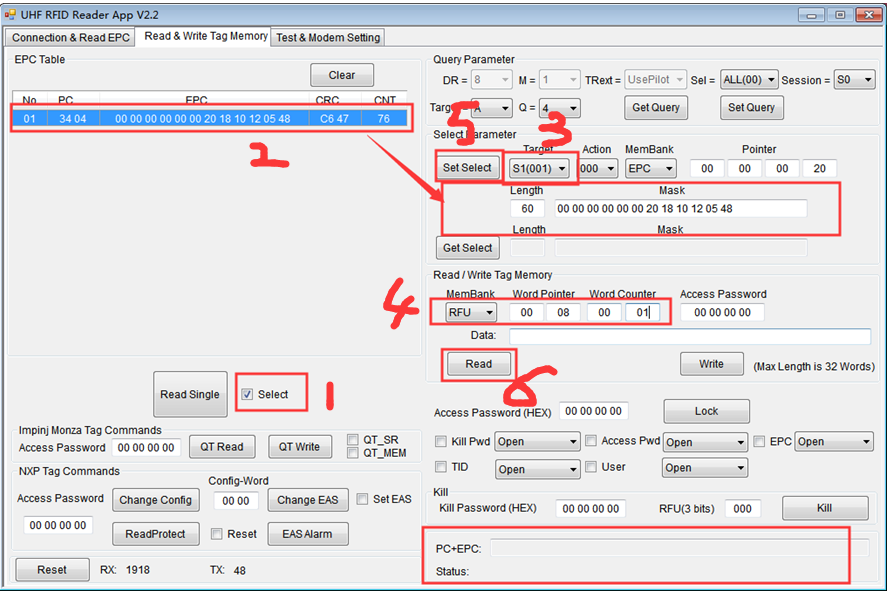 UHF RFID Reader App V2.2
Connection & Read EPC Read & Write Tag Memory Test & Modem Setting
EPC Table
Clear
No. PC EPC CRC CNT
01 34 04 00 00 00 00 00 00 20 18 10 12 05 48 C6 47 76
2
Read Single Select
1
Impinj Monza Tag Commands
Access Password 00 00 00 00 QT Read QT Write QT_SR
QT_MEM
NXP Tag Commands
Config-Word
Access Password Change Config 00 00 Change EAS Set EAS
00 00 00 00 ReadProtect Reset EAS Alarm
Reset RX: 1918 TX: 48
Query Parameter
DR = 8 M = 1 TRext = UsePilot Sel = ALL(00) Session = S0
Target = A Q = 4 Get Query Set Query
5 3
Select Parameter
Target Action MemBank Pointer
Set Select S1(001) 000 EPC 00 00 00 20
Length Mask
60 00 00 00 00 00 00 20 18 10 12 05 48
Length Mask
Get Select
Read / Write Tag Memory
MemBank Word Pointer Word Counter Access Password
4
RFU 00 08 00 01 00 00 00 00
Data:
Read Write (Max Length is 32 Words)
6
Access Password (HEX) 00 00 00 00 Lock
Kill Pwd Open Access Pwd Open EPC Open
TID Open User Open
Kill
Kill Password (HEX) 00 00 00 00 RFU(3 bits) 000 Kill
PC+EPC:
Status: